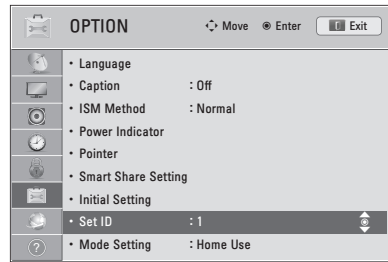 OPTION Move Enter Exit
• Language
• Caption : Off
• ISM Method : Normal
• Power Indicator
• Pointer
• Smart Share Setting
• Initial Setting
• Set ID : 1
• Mode Setting : Home Use
?